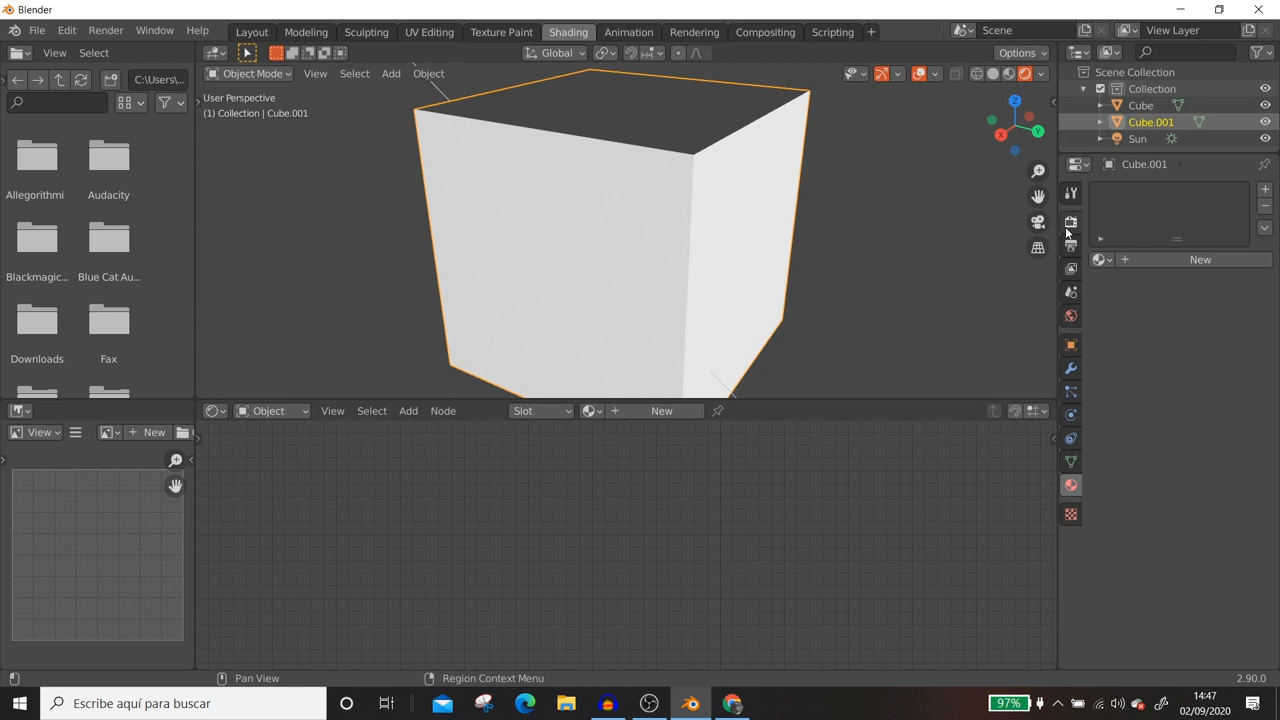 Blender
File Edit Render Window Help Layout Modeling Sculpting UV Editing Texture Paint Shading Animation Rendering Compositing Scripting + Scene View Layer
View Select Global Options
C:\Users\... Object Mode View Select Add Object Scene Collection
User Perspective Collection
(1) Collection | Cube.001 Cube
Cube.001
Sun
X Y Z
Cube.001
Allegorithmi Audacity
New
Blackmagic... Blue Cat Au...
Downloads Fax
Object View Select Add Node Slot New
View New
Pan View Region Context Menu 2.90.0
Escribe aquí para buscar 97% 14:47
02/09/2020